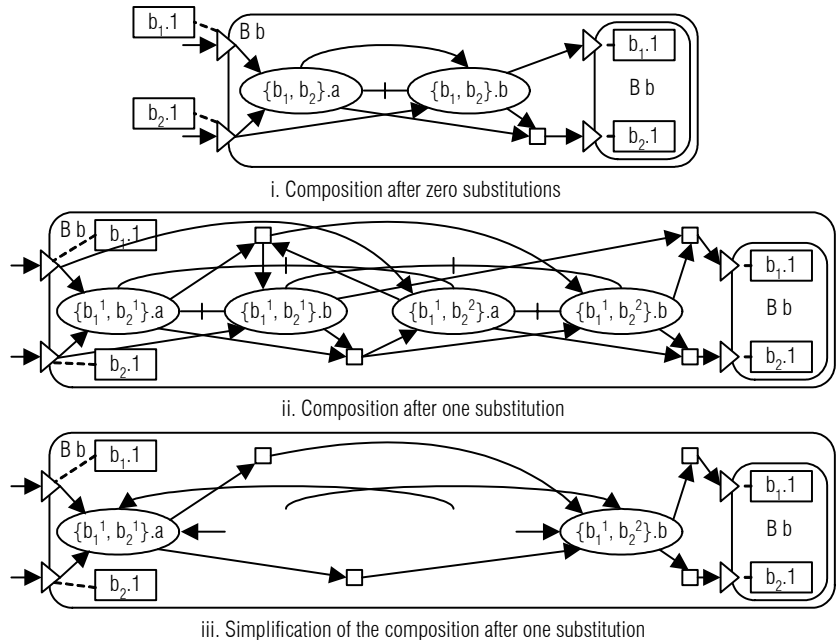 b₁.1
B b
b₁.1
{b₁, b₂}.a
{b₁, b₂}.b
B b
b₂.1
b₂.1
i. Composition after zero substitutions
B b
b₁.1
b₁.1
{b₁¹, b₂¹}.a
{b₁¹, b₂¹}.b
{b₁¹, b₂²}.a
{b₁¹, b₂²}.b
B b
b₂.1
b₂.1
ii. Composition after one substitution
B b
b₁.1
b₁.1
{b₁¹, b₂¹}.a
{b₁¹, b₂²}.b
B b
b₂.1
b₂.1
iii. Simplification of the composition after one substitution